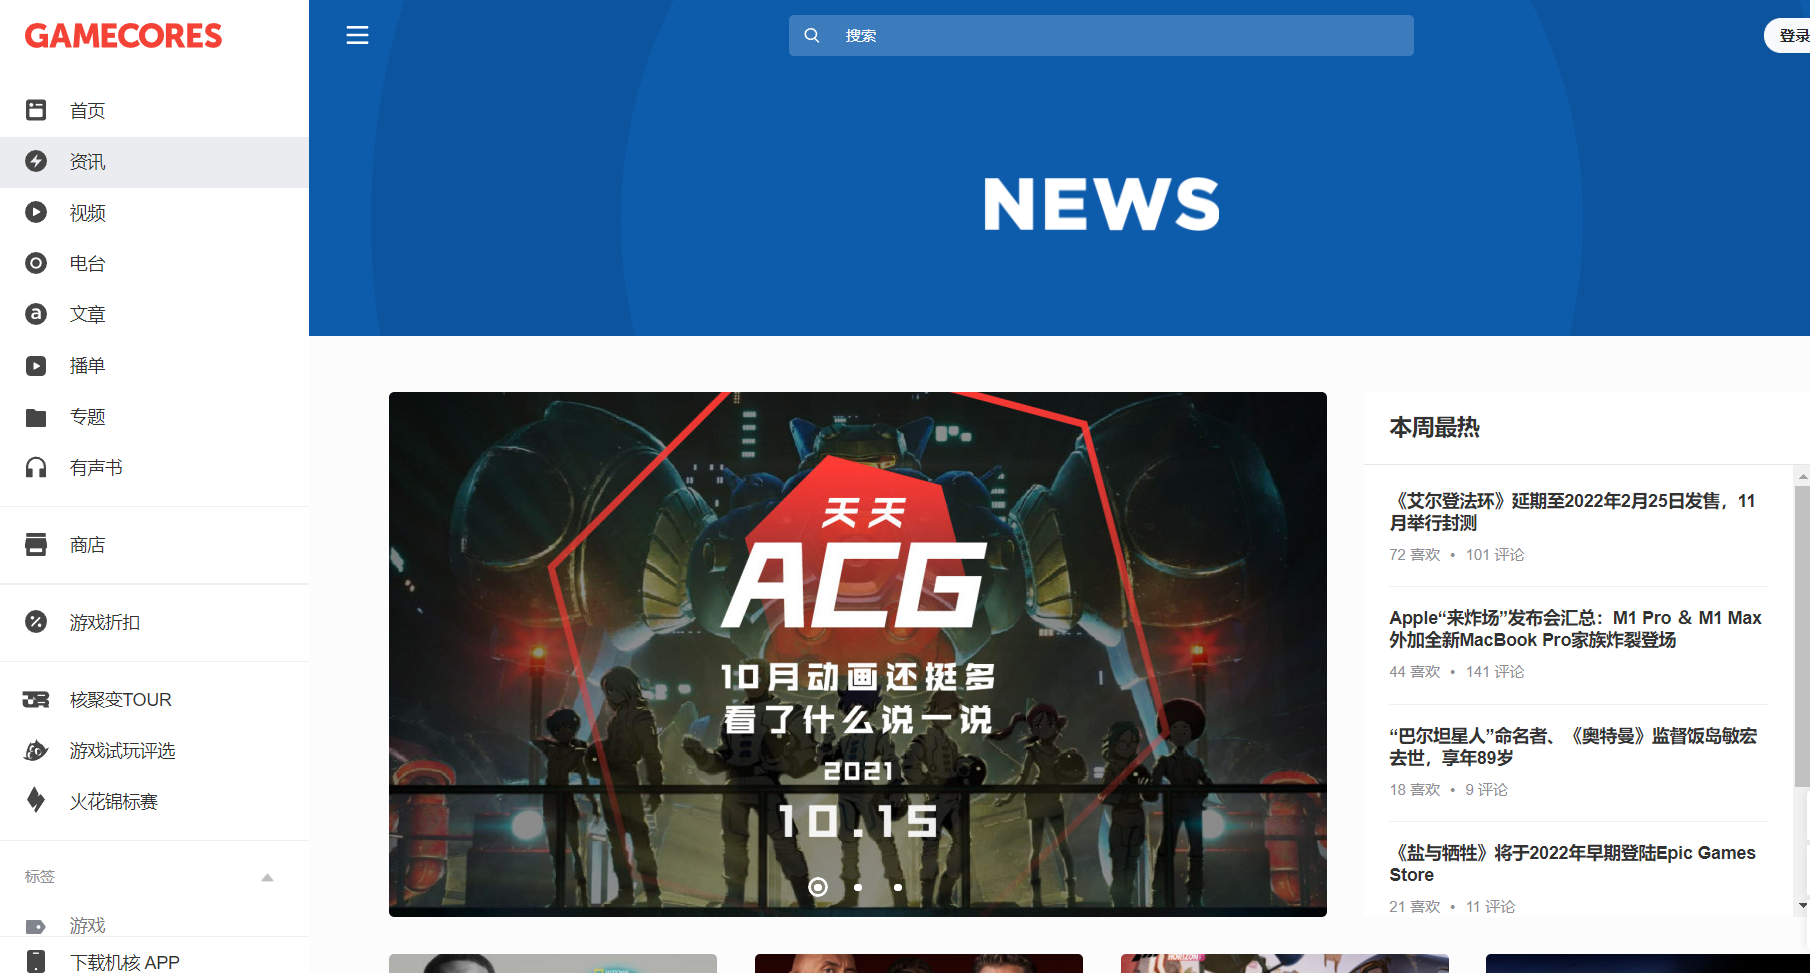 GAMECORES
首页
资讯
视频
电台
文章
播单
专题
有声书
商店
游戏折扣
核聚变TOUR
游戏试玩评选
火花锦标赛
标签
游戏
下载机核 APP
搜索
登录
NEWS
天天
ACG
10月动画还挺多
看了什么说一说
2021
10.15
本周最热
《艾尔登法环》延期至2022年2月25日发售，11
月举行封测
72 喜欢 • 101 评论
Apple“来炸场”发布会汇总：M1 Pro ＆ M1 Max
外加全新MacBook Pro家族炸裂登场
44 喜欢 • 141 评论
“巴尔坦星人”命名者、《奥特曼》监督饭岛敏宏
去世，享年89岁
18 喜欢 • 9 评论
《盐与牺牲》将于2022年早期登陆Epic Games
Store
21 喜欢 • 11 评论
HORIZON